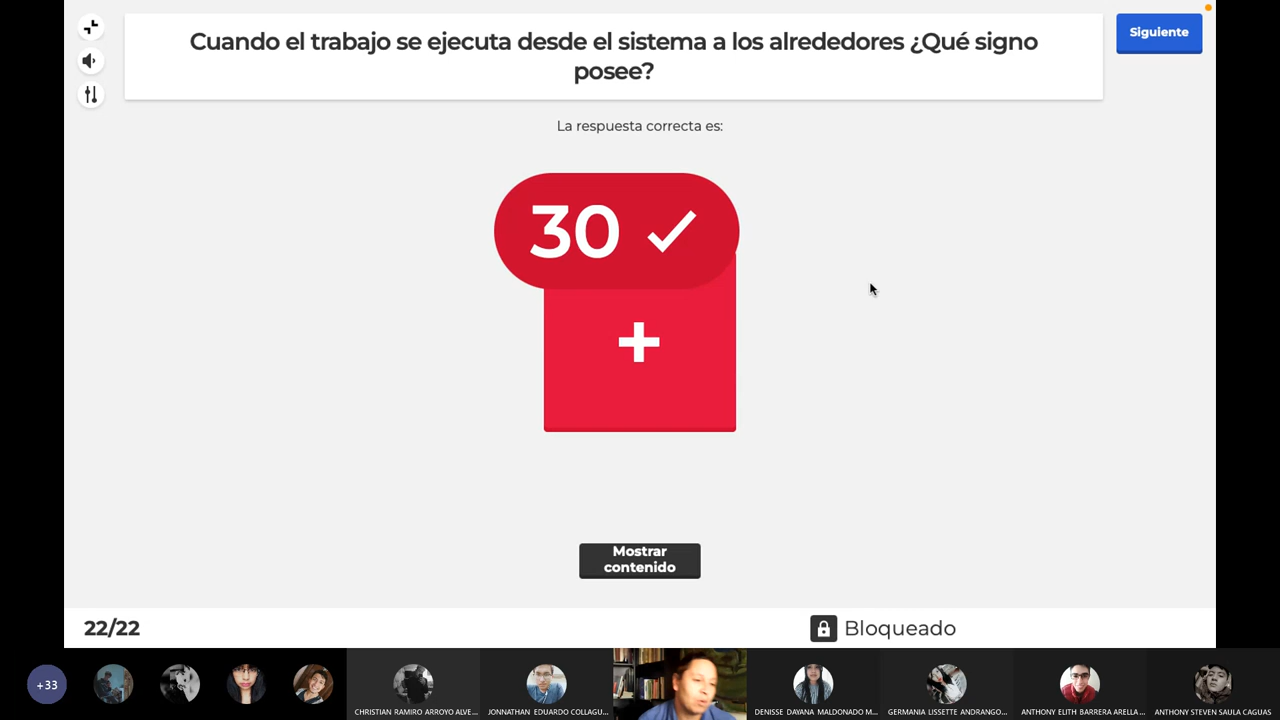 Cuando el trabajo se ejecuta desde el sistema a los alrededores ¿Qué signo
posee?
Siguiente
La respuesta correcta es:
30
+
Mostrar
contenido
22/22
Bloqueado
+33
CHRISTIAN RAMIRO ARROYO ALVE...
JONNATHAN EDUARDO COLLAGU...
DENISSE DAYANA MALDONADO M...
GERMANIA LISSETTE ANDRANGO...
ANTHONY ELITH BARRERA ARELLA ...
ANTHONY STEVEN SAULA CAGUAS